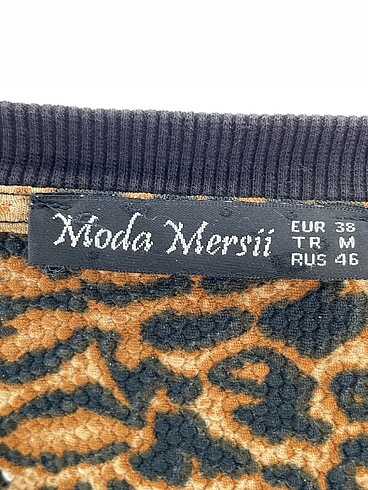 Moda Mersii
EUR 38
TR M
RUS 46